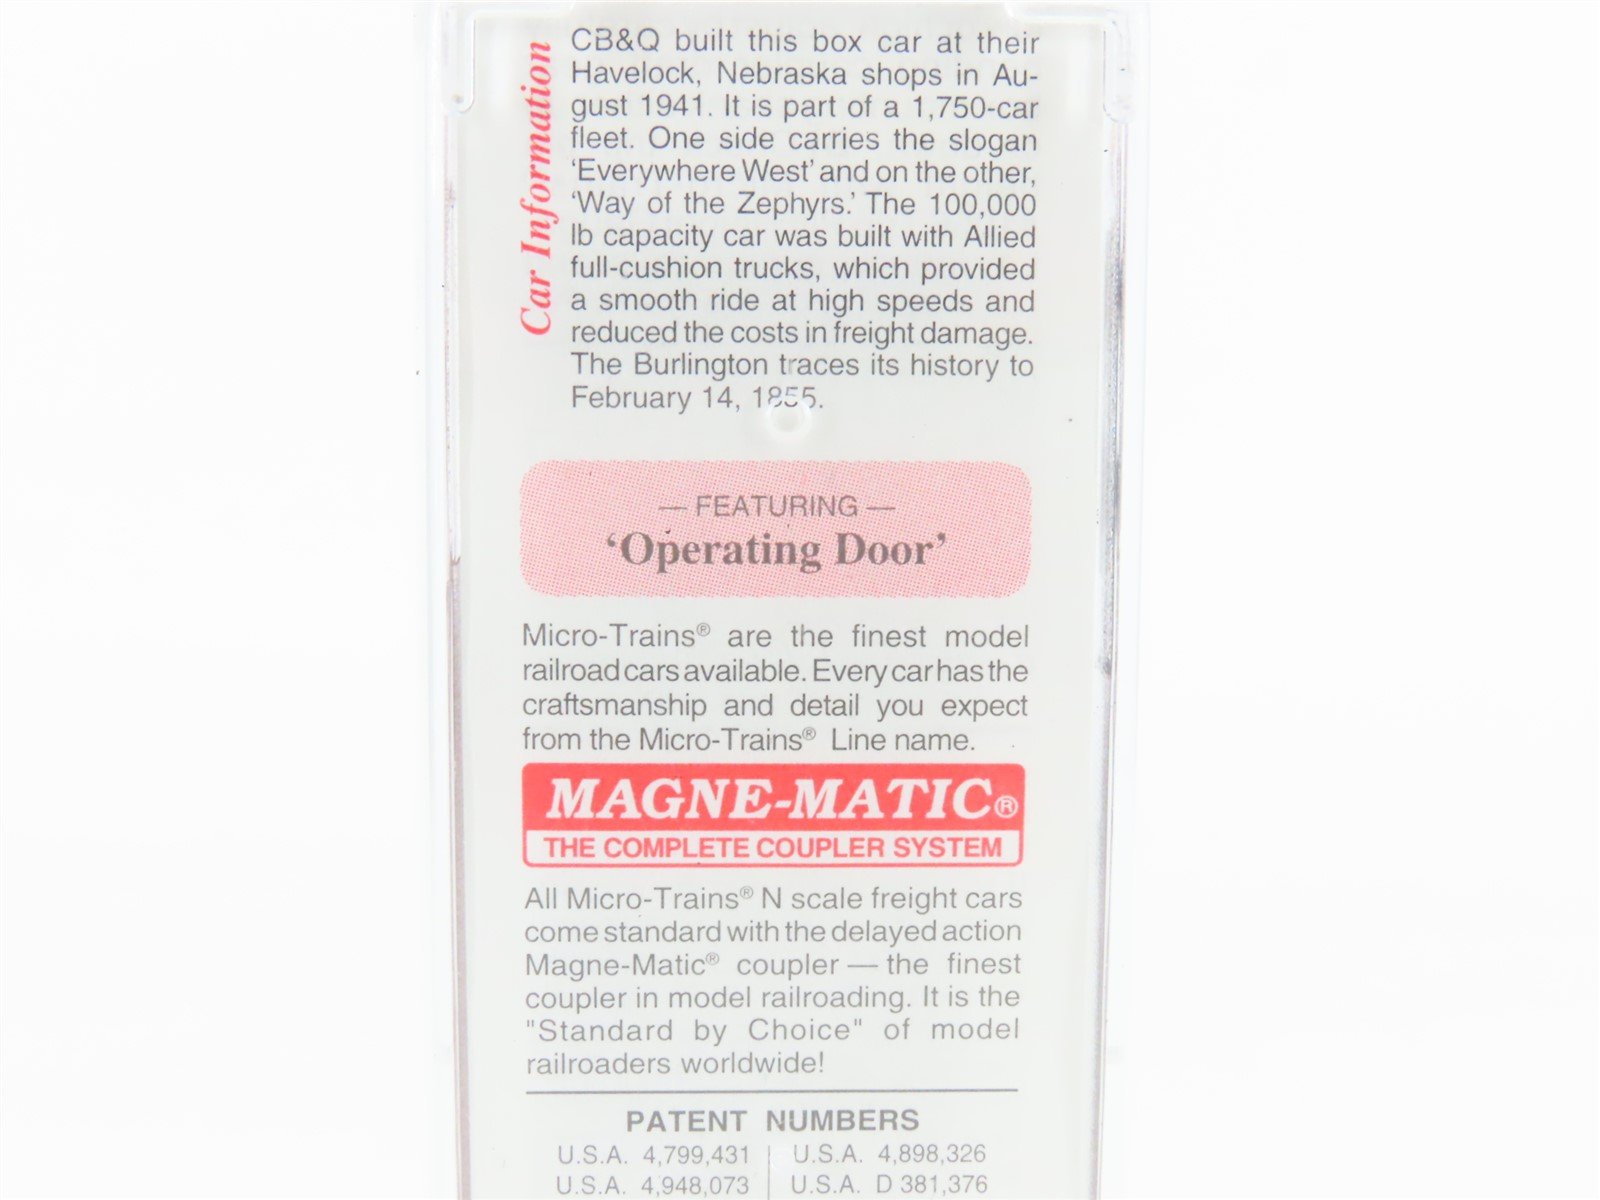 Car Information
CB&Q built this box car at their
Havelock, Nebraska shops in Au-
gust 1941. It is part of a 1,750-car
fleet. One side carries the slogan
‘Everywhere West’ and on the other,
‘Way of the Zephyrs.’ The 100,000
lb capacity car was built with Allied
full-cushion trucks, which provided
a smooth ride at high speeds and
reduced the costs in freight damage.
The Burlington traces its history to
February 14, 1855.
— FEATURING —
‘Operating Door’
Micro-Trains® are the finest model
railroad cars available. Every car has the
craftsmanship and detail you expect
from the Micro-Trains® Line name.
MAGNE-MATIC®
THE COMPLETE COUPLER SYSTEM
All Micro-Trains® N scale freight cars
come standard with the delayed action
Magne-Matic® coupler — the finest
coupler in model railroading. It is the
"Standard by Choice" of model
railroaders worldwide!
PATENT NUMBERS
U.S.A. 4,799,431 | U.S.A. 4,898,326
U.S.A. 4,948,073 | U.S.A. D 381,376